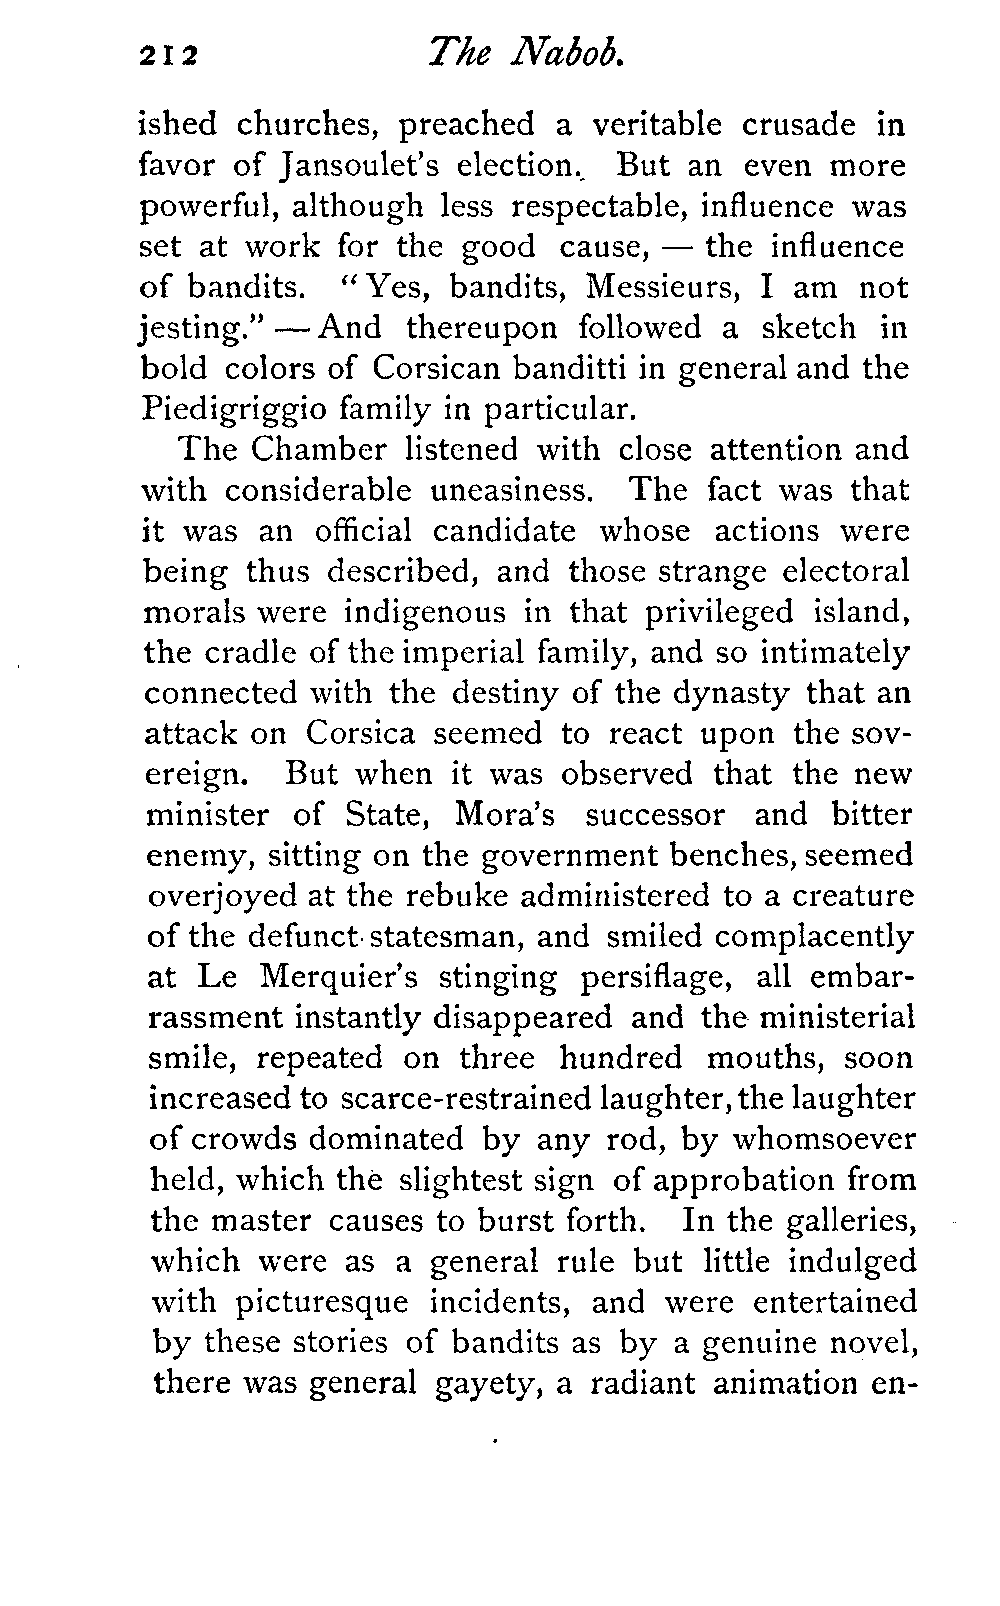 212 The Nabob.
ished churches, preached a veritable crusade in
favor of Jansoulet's election. But an even more
powerful, although less respectable, influence was
set at work for the good cause, — the influence
of bandits. “Yes, bandits, Messieurs, I am not
jesting.” — And thereupon followed a sketch in
bold colors of Corsican banditti in general and the
Piedigriggio family in particular.
The Chamber listened with close attention and
with considerable uneasiness. The fact was that
it was an official candidate whose actions were
being thus described, and those strange electoral
morals were indigenous in that privileged island,
the cradle of the imperial family, and so intimately
connected with the destiny of the dynasty that an
attack on Corsica seemed to react upon the sov-
ereign. But when it was observed that the new
minister of State, Mora's successor and bitter
enemy, sitting on the government benches, seemed
overjoyed at the rebuke administered to a creature
of the defunct statesman, and smiled complacently
at Le Merquier's stinging persiflage, all embar-
rassment instantly disappeared and the ministerial
smile, repeated on three hundred mouths, soon
increased to scarce-restrained laughter, the laughter
of crowds dominated by any rod, by whomsoever
held, which the slightest sign of approbation from
the master causes to burst forth. In the galleries,
which were as a general rule but little indulged
with picturesque incidents, and were entertained
by these stories of bandits as by a genuine novel,
there was general gayety, a radiant animation en-